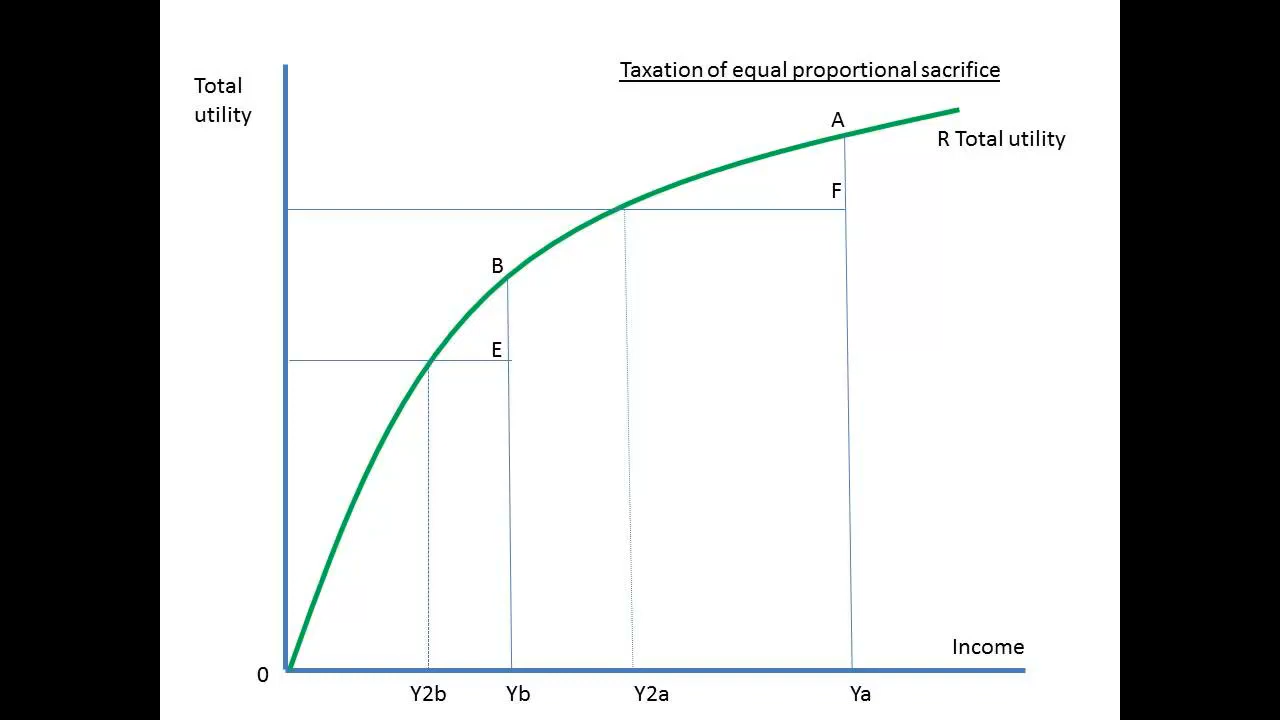 Taxation of equal proportional sacrifice
Total
utility
A
R Total utility
F
B
E
Income
0
Y2b
Yb
Y2a
Ya